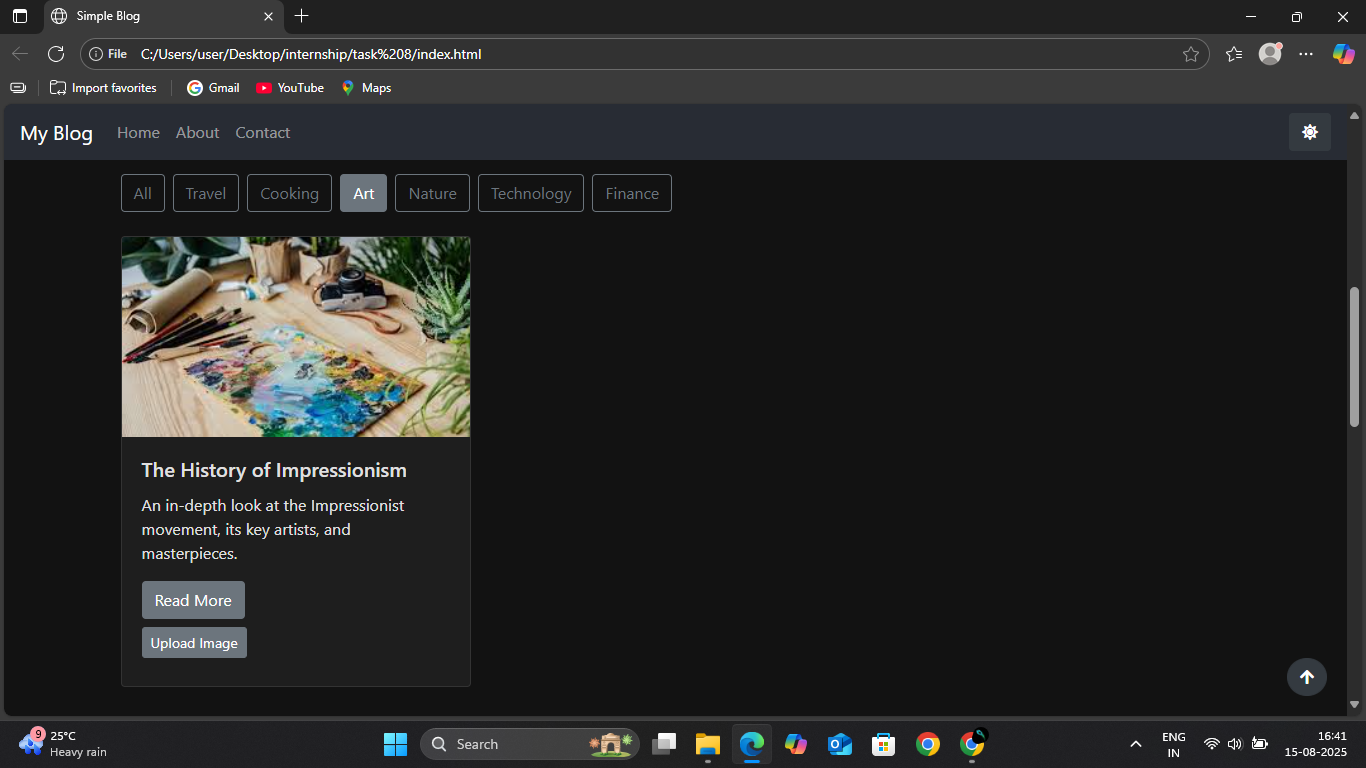 Simple Blog
File C:/Users/user/Desktop/internship/task%208/index.html
Import favorites Gmail YouTube Maps
My Blog Home About Contact
All Travel Cooking Art Nature Technology Finance
The History of Impressionism
An in-depth look at the Impressionist
movement, its key artists, and
masterpieces.
Read More
Upload Image
9 25°C
Heavy rain
Search
ENG
IN
16:41
15-08-2025